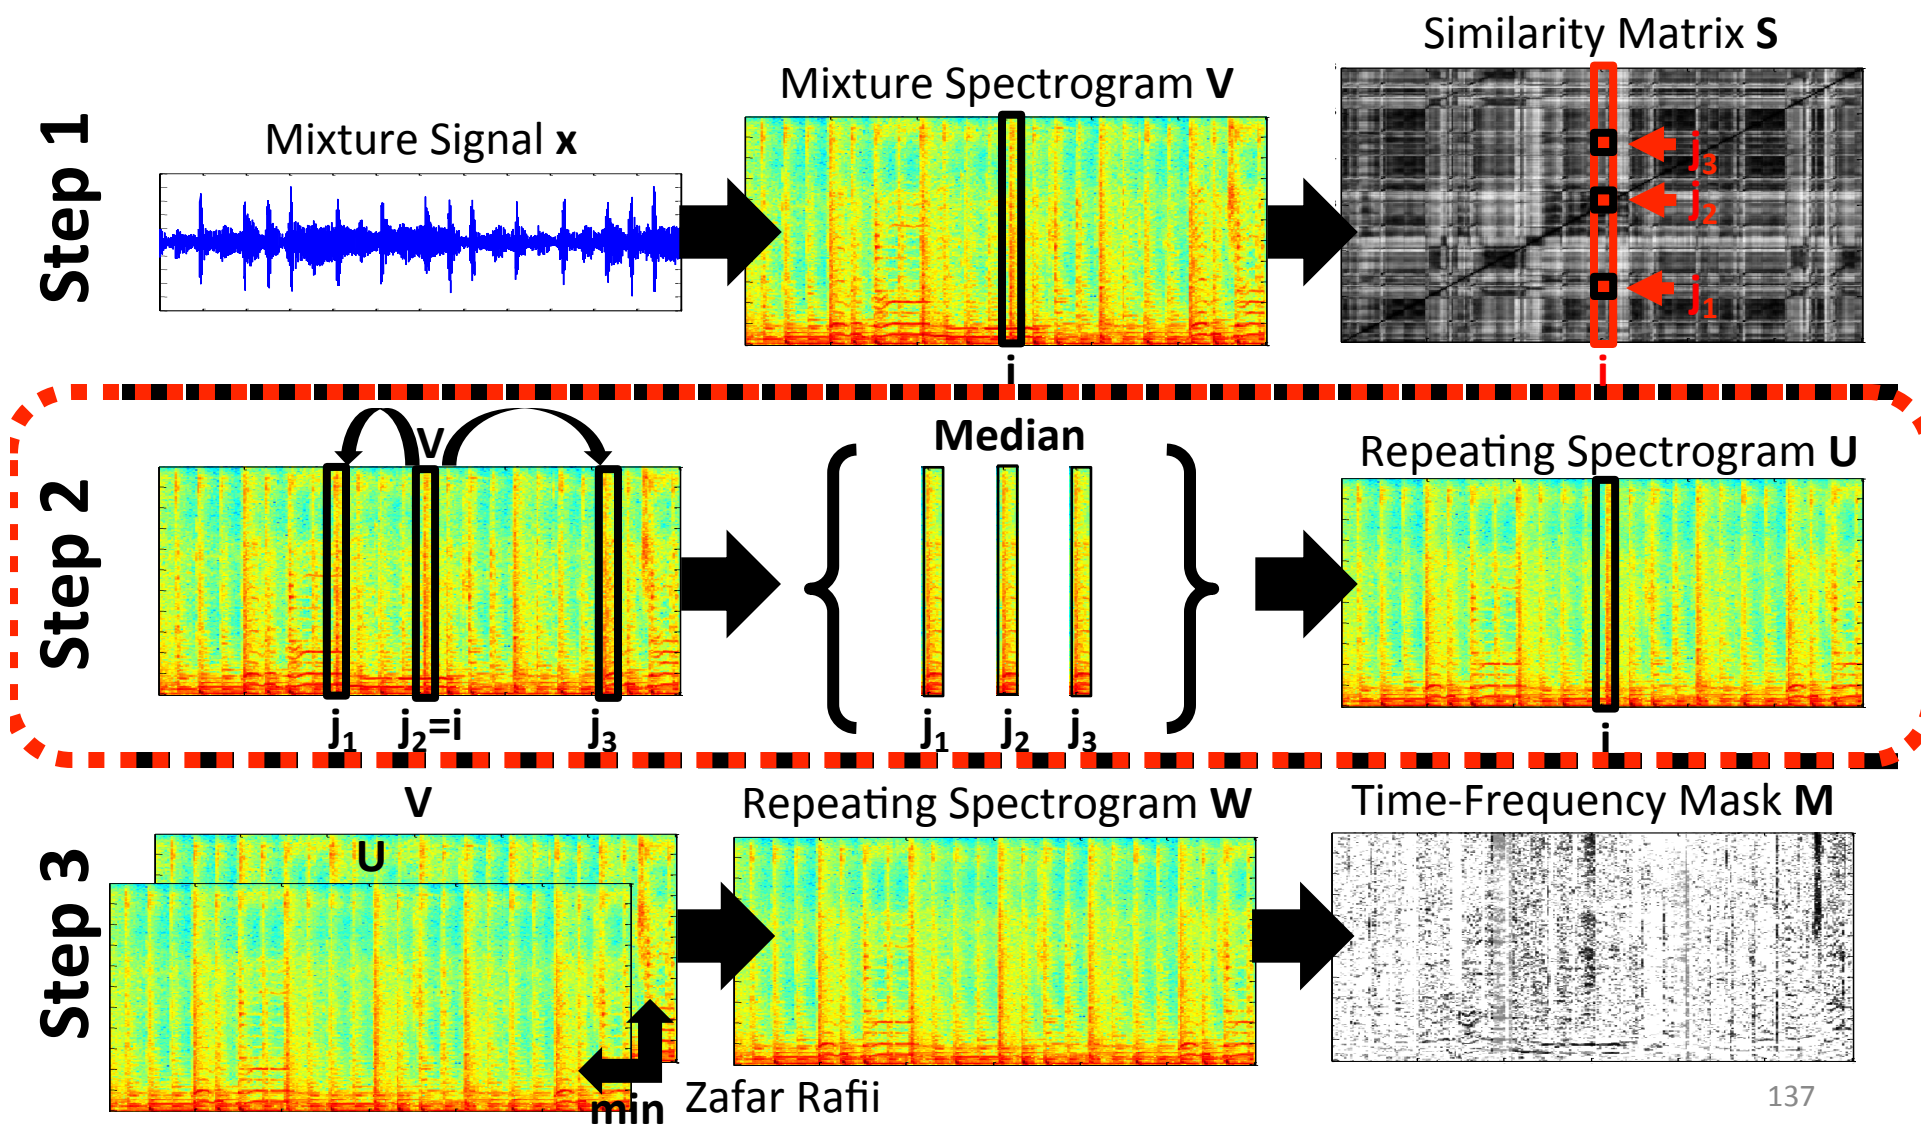 Step 1
Mixture Signal x
Mixture Spectrogram V
i
Similarity Matrix S
j3
j2
j1
i
Step 2
V
j1 j2=i j3
Median
j1 j2 j3
Repeating Spectrogram U
i
Step 3
V
U
min
Repeating Spectrogram W
Time-Frequency Mask M
Zafar Rafii
137